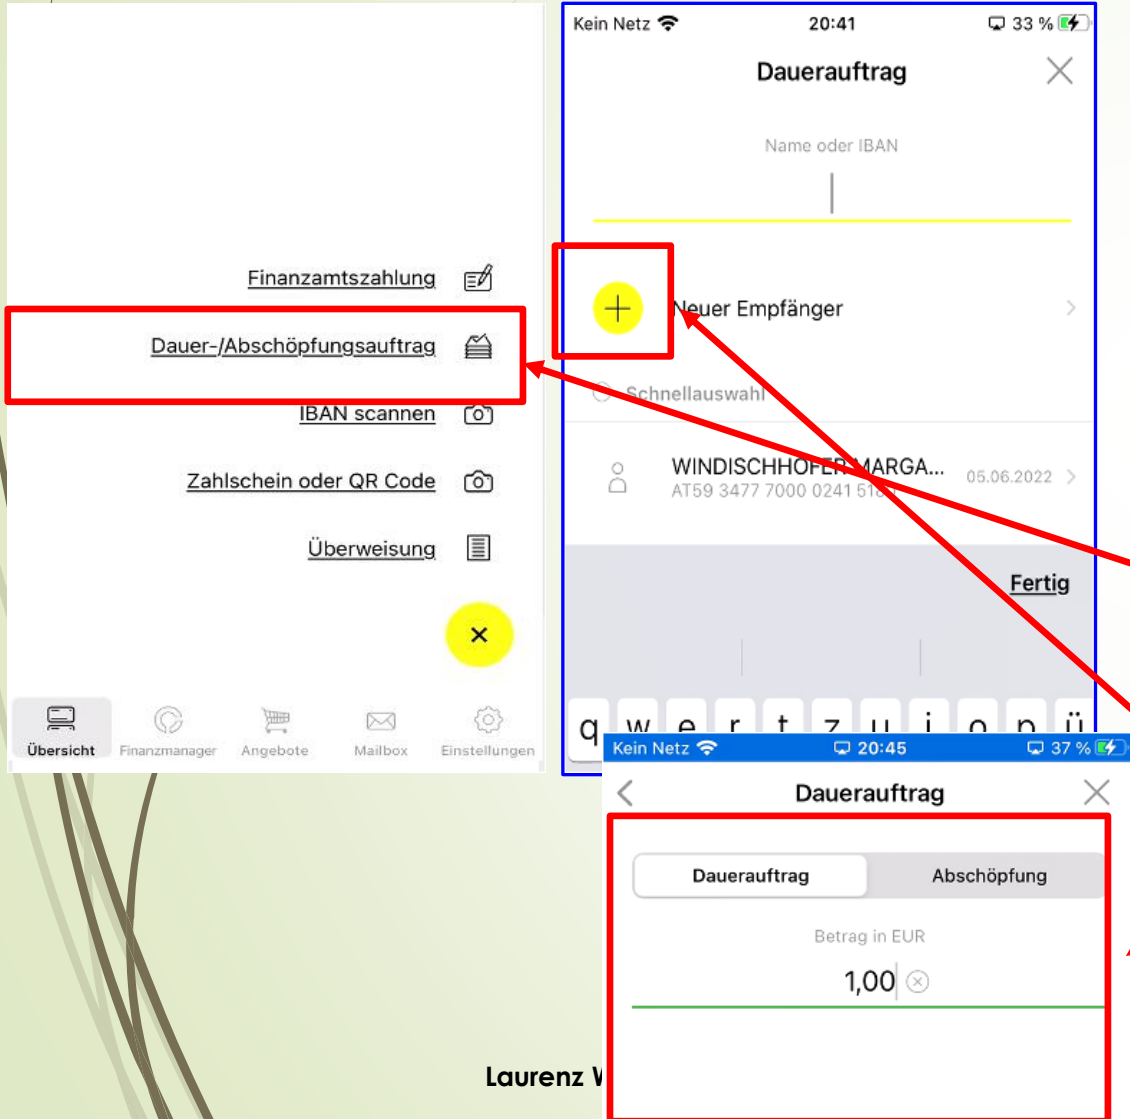 Finanzamtszahlung
Dauer-/Abschöpfungsauftrag
IBAN scannen
Zahlschein oder QR Code
Überweisung
Übersicht Finanzmanager Angebote Mailbox Einstellungen
Kein Netz 20:41 33 %
Dauerauftrag
Name oder IBAN
Neuer Empfänger
Schnellauswahl
WINDISCHHOFER MARGA... 05.06.2022
AT59 3477 7000 0241
Fertig
q w e r t z u i o p ü
Kein Netz 20:45 37 %
Dauerauftrag
Dauerauftrag Abschöpfung
Betrag in EUR
1,00
Laurenz